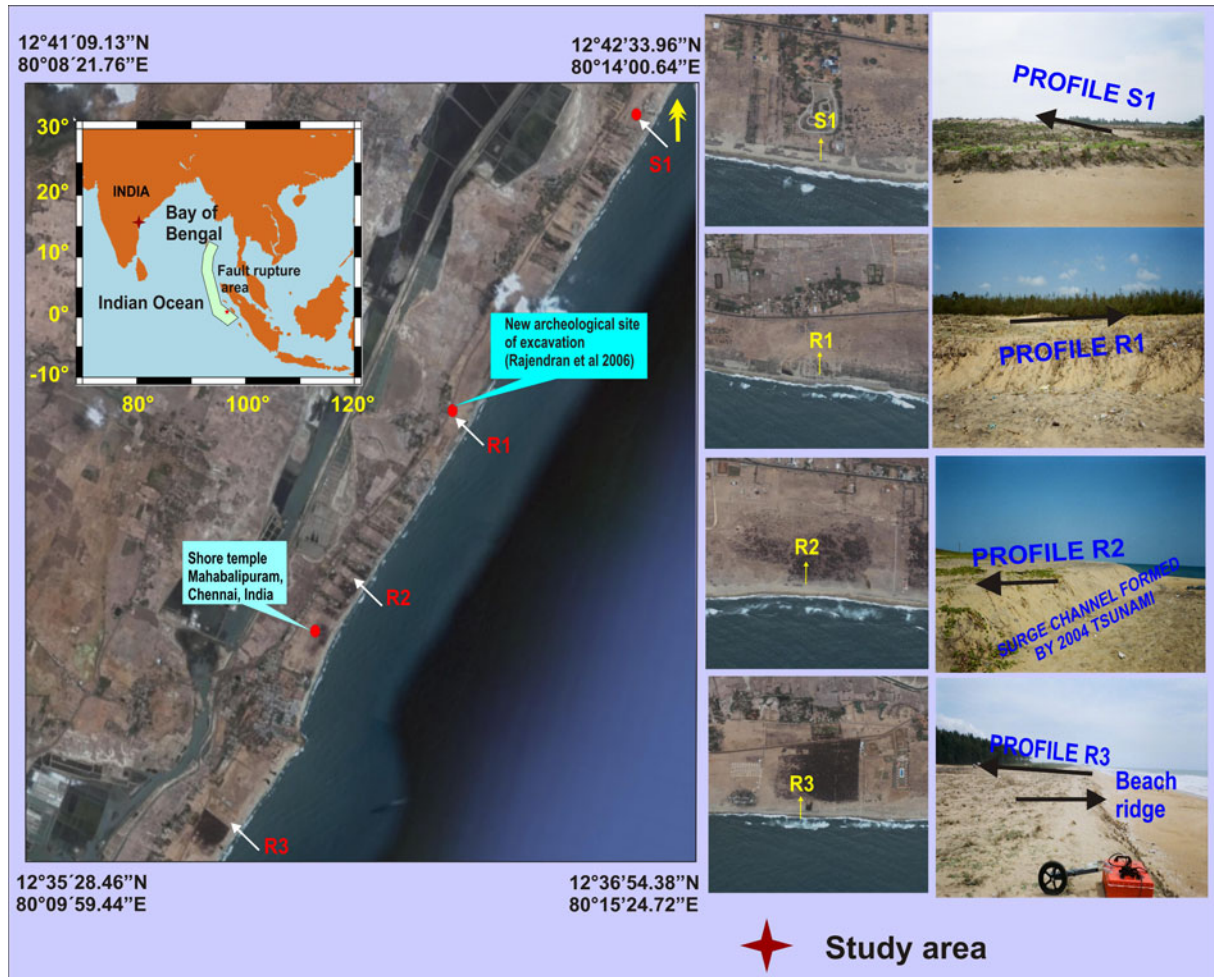 12°41´09.13”N
80°08´21.76”E
12°42’33.96”N
80°14’00.64”E
30°
20°
10°
0°
-10°
80°
100°
120°
INDIA
Bay of
Bengal
Fault rupture
area
Indian Ocean
S1
New archeological site
of excavation
(Rajendran et al 2006)
R1
Shore temple
Mahabalipuram,
Chennai, India
R2
R3
12°35’28.46”N
80°09´59.44”E
12°36’54.38”N
80°15’24.72”E
S1
PROFILE S1
R1
PROFILE R1
R2
PROFILE R2
SURGE CHANNEL FORMED
BY 2004 TSUNAMI
R3
PROFILE R3
Beach
ridge
Study area